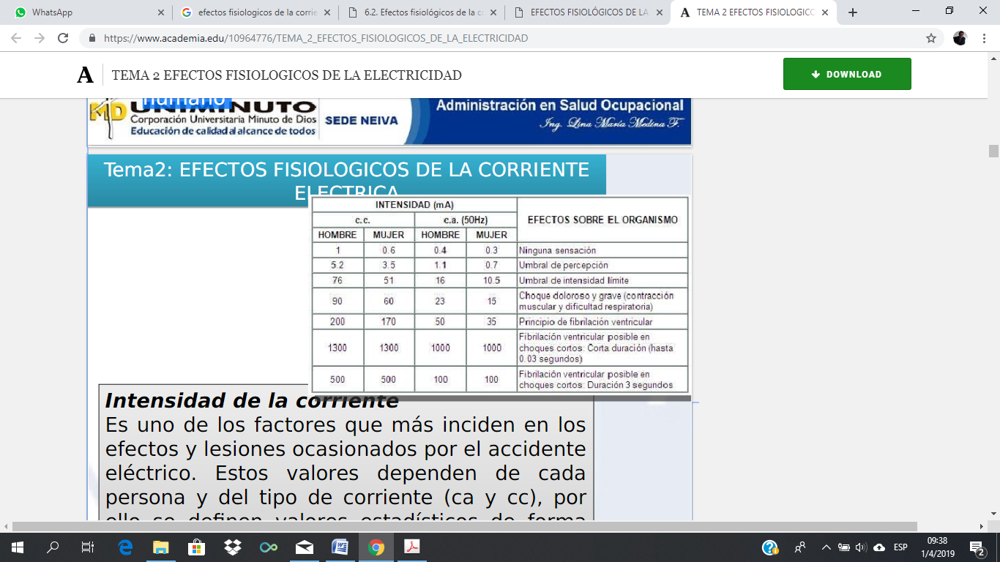 WhatsApp
efectos fisiologicos de la corrie
6.2. Efectos fisiológicos de la co
EFECTOS FISIOLÓGICOS DE LA
TEMA 2 EFECTOS FISIOLOGICO
https://www.academia.edu/10964776/TEMA_2_EFECTOS_FISIOLOGICOS_DE_LA_ELECTRICIDAD
A TEMA 2 EFECTOS FISIOLOGICOS DE LA ELECTRICIDAD
DOWNLOAD
humano
MD UNIMINUTO
Corporación Universitaria Minuto de Dios
Educación de calidad al alcance de todos
SEDE NEIVA
Administración en Salud Ocupacional
Ing. Lina María Medina F.
Tema2: EFECTOS FISIOLOGICOS DE LA CORRIENTE
ELECTRICA
INTENSIDAD (mA)
c.c. c.a. (50Hz) EFECTOS SOBRE EL ORGANISMO
HOMBRE MUJER HOMBRE MUJER
1 0.6 0.4 0.3 Ninguna sensación
5.2 3.5 1.1 0.7 Umbral de percepción
76 51 16 10.5 Umbral de intensidad límite
90 60 23 15 Choque doloroso y grave (contracción
muscular y dificultad respiratoria)
200 170 50 35 Principio de fibrilación ventricular
1300 1300 1000 1000 Fibrilación ventricular posible en
choques cortos: Corta duración (hasta
0.03 segundos)
500 500 100 100 Fibrilación ventricular posible en
choques cortos: Duración 3 segundos
Intensidad de la corriente
Es uno de los factores que más inciden en los
efectos y lesiones ocasionados por el accidente
eléctrico. Estos valores dependen de cada
persona y del tipo de corriente (ca y cc), por
ello se definen valores estadísticos de forma
ESP
09:38
1/4/2019
2